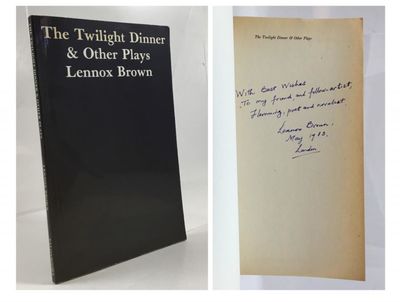 The Twilight Dinner
& Other Plays
Lennox Brown
The Twilight Dinner & Other Plays
With Best Wishes
To my friend, and fellow-artist,
poet and novelist.
Lennox Brown.
May 1983.
London